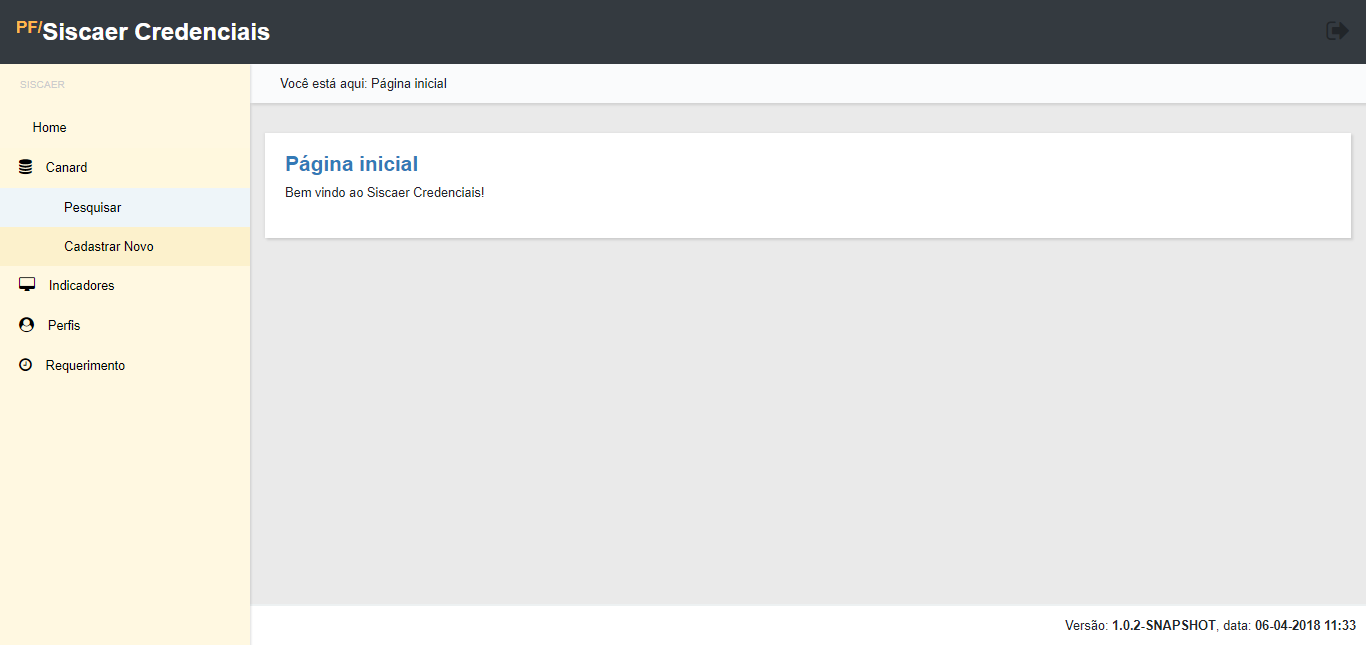 PF/Siscaer Credenciais
SISCAER
Você está aqui: Página inicial
Home
Canard
Pesquisar
Cadastrar Novo
Indicadores
Perfis
Requerimento
Página inicial
Bem vindo ao Siscaer Credenciais!
Versão: 1.0.2-SNAPSHOT, data: 06-04-2018 11:33